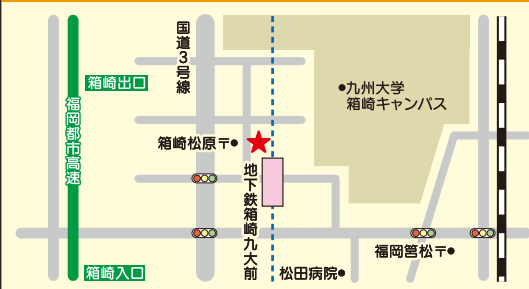 国道3号線
箱崎出口
九州大学
箱崎キャンパス
福岡都市高速
箱崎松原〒
地下鉄箱崎九大前
福岡筥松〒
箱崎入口
松田病院